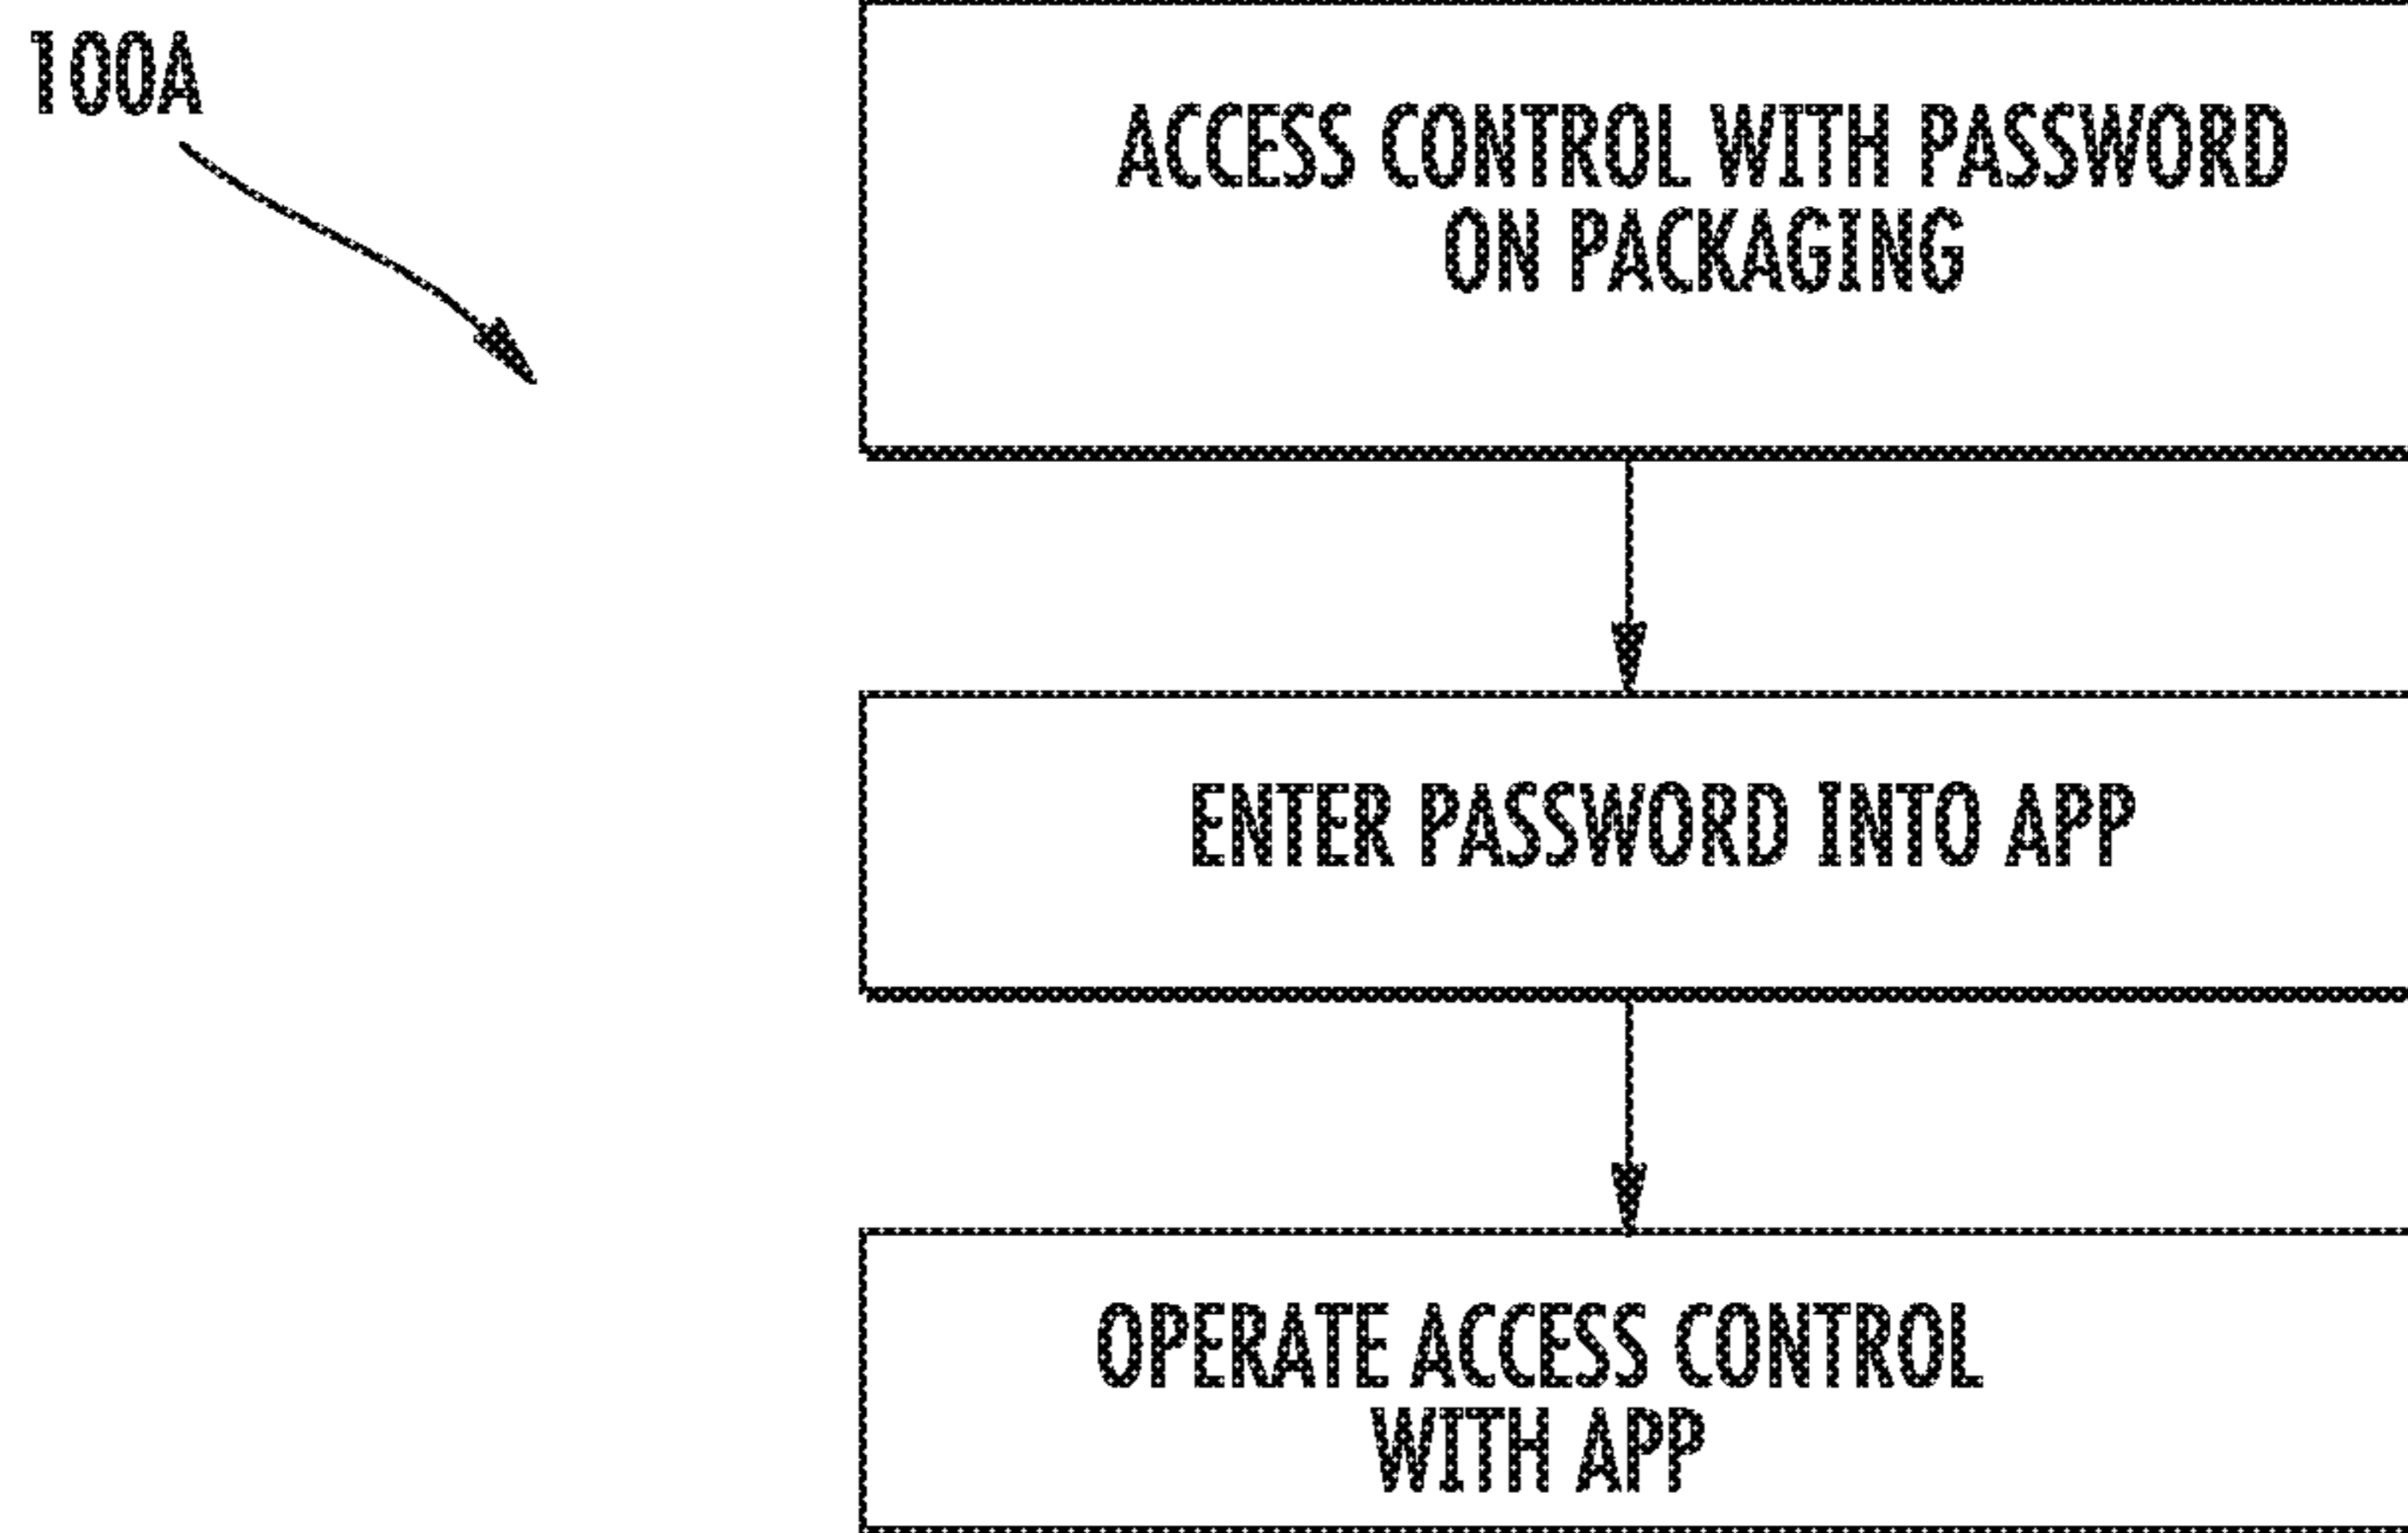 100A
ACCESS CONTROL WITH PASSWORD
ON PACKAGING
ENTER PASSWORD INTO APP
OPERATE ACCESS CONTROL
WITH APP